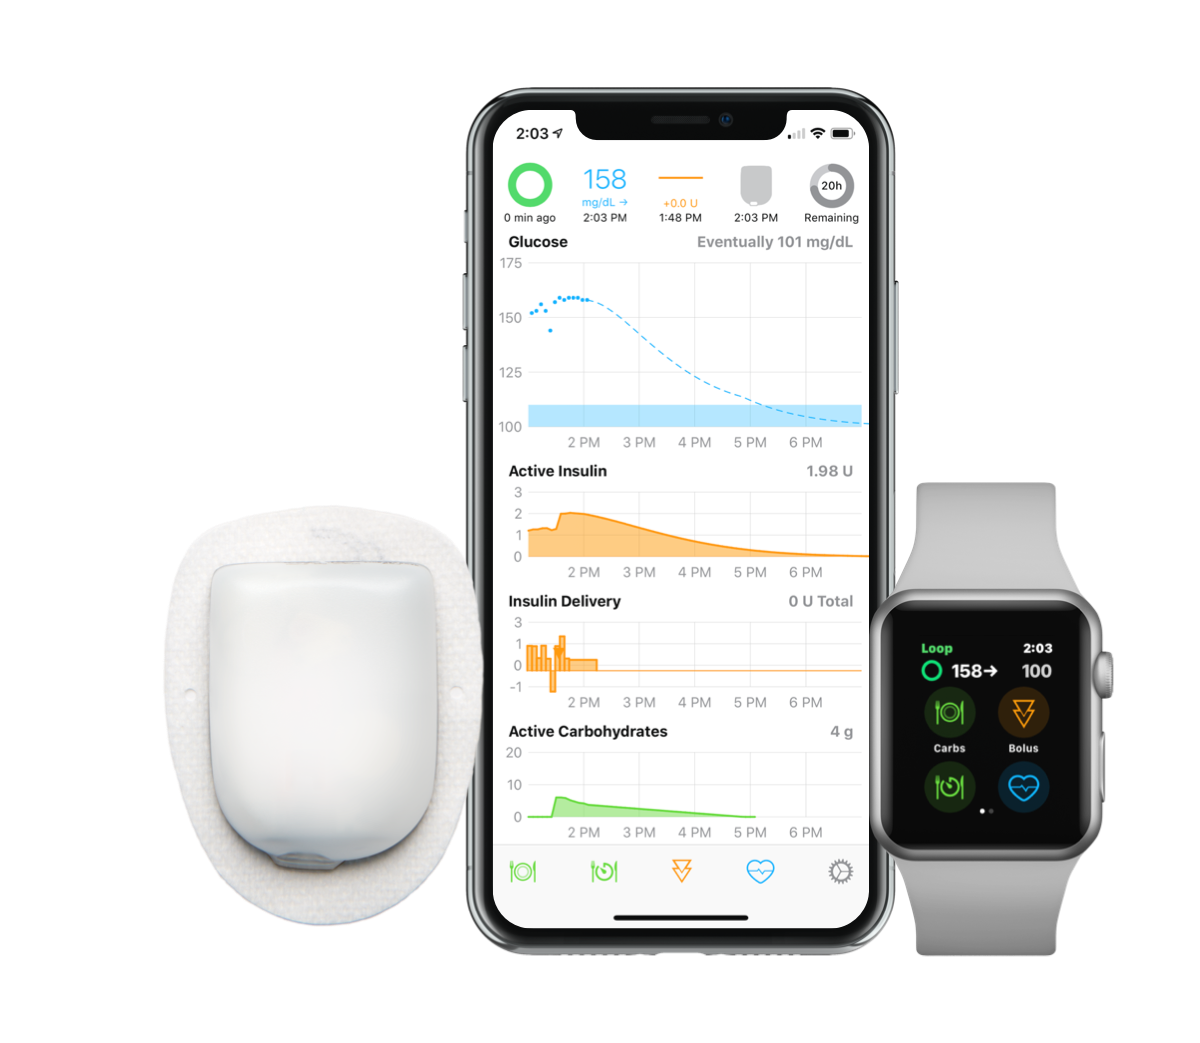 2:03
158
mg/dL →
+0.0 U
20h
0 min ago
2:03 PM
1:48 PM
2:03 PM
Remaining
Glucose
Eventually 101 mg/dL
175
150
125
100
2 PM 3 PM 4 PM 5 PM 6 PM
Active Insulin
1.98 U
3
2
1
0
2 PM 3 PM 4 PM 5 PM 6 PM
Insulin Delivery
0 U Total
3
1
0
-1
2 PM 3 PM 4 PM 5 PM 6 PM
Active Carbohydrates
4 g
20
10
0
2 PM 3 PM 4 PM 5 PM 6 PM
Loop
2:03
158→
100
Carbs
Bolus